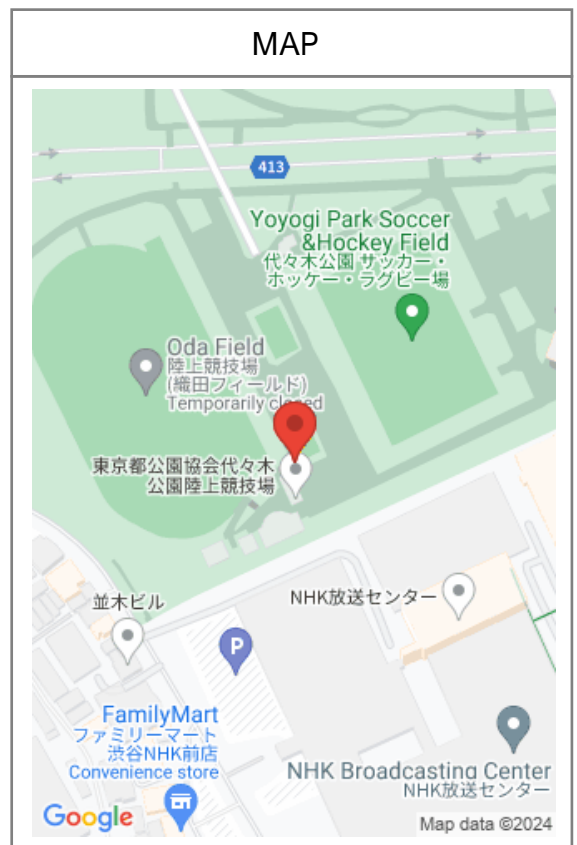 MAP
413
Yoyogi Park Soccer
&Hockey Field
代々木公園 サッカー・
ホッケー・ラグビー場
Oda Field
陸上競技場
(織田フィールド)
Temporarily closed
東京都公園協会代々木
公園陸上競技場
並木ビル
NHK放送センター
P
FamilyMart
ファミリーマート
渋谷NHK前店
Convenience store
NHK Broadcasting Center
NHK放送センター
Google
Map data ©2024